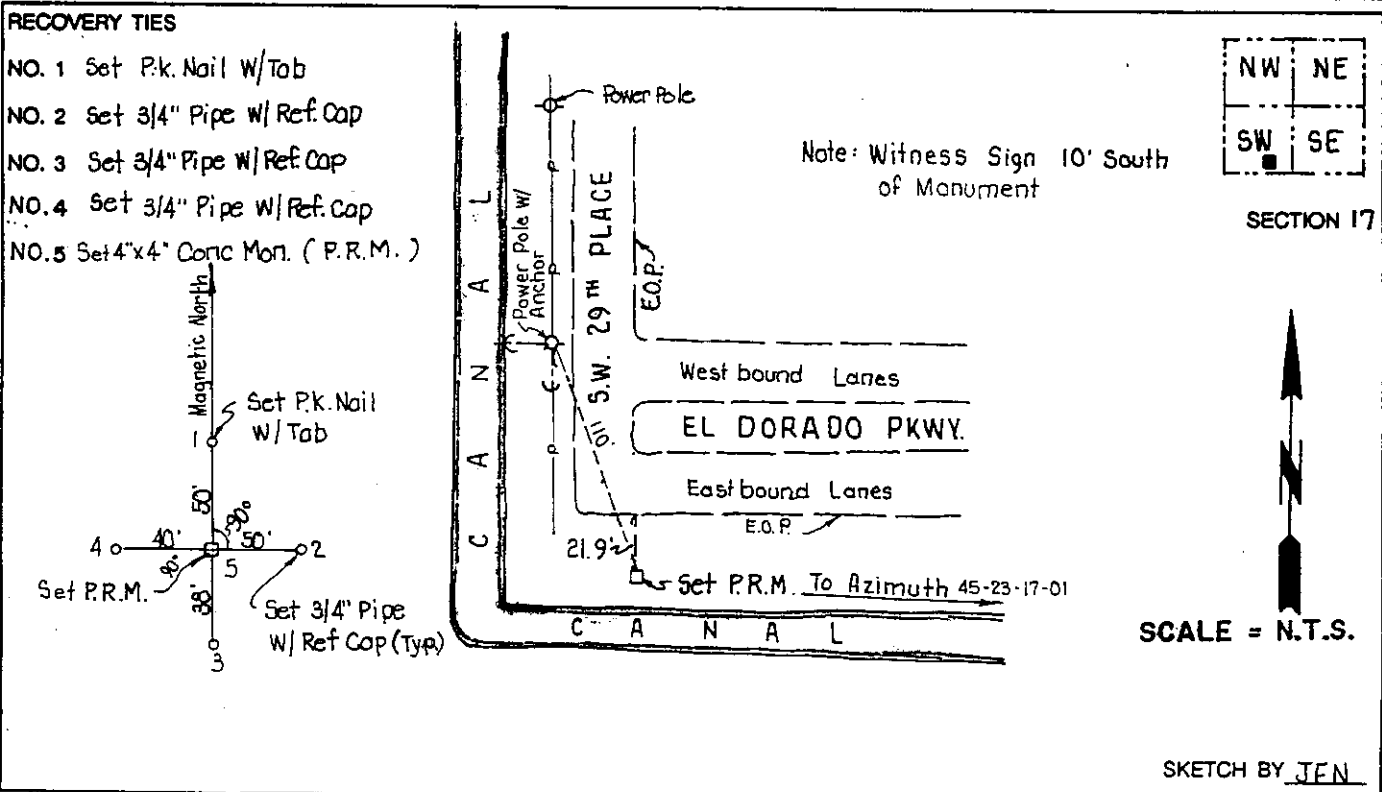 RECOVERY TIES
NO. 1 Set P.k. Nail W/Tab
NO. 2 Set 3/4" Pipe W/ Ref. Cap
NO. 3 Set 3/4" Pipe W/ Ref. Cap
NO. 4 Set 3/4" Pipe W/ Ref. Cap
NO. 5 Set 4"x4" Conc Mon. ( P.R.M. )
Magnetic North
Set P.k. Nail
W/ Tab
1
50'
90°
40'
50'
4
2
90°
5
Set P.R.M.
38'
Set 3/4" Pipe
W/ Ref Cap (Typ.)
3
CANAL
Power Pole
P
Power Pole W/
Anchor
P
P
S.W. 29TH PLACE
E.O.P.
110'
West bound Lanes
EL DORADO PKWY.
East bound Lanes
E.O.P.
21.9'
Set P.R.M. To Azimuth 45-23-17-01
CANAL
Note: Witness Sign 10' South
of Monument
NW NE
SW SE
SECTION 17
N
SCALE = N.T.S.
SKETCH BY JFN